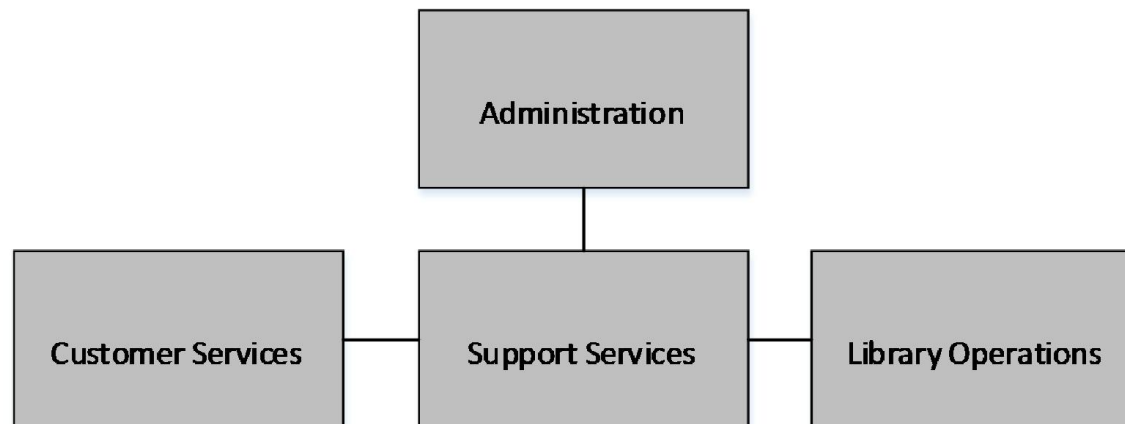 Administration
Customer Services
Support Services
Library Operations